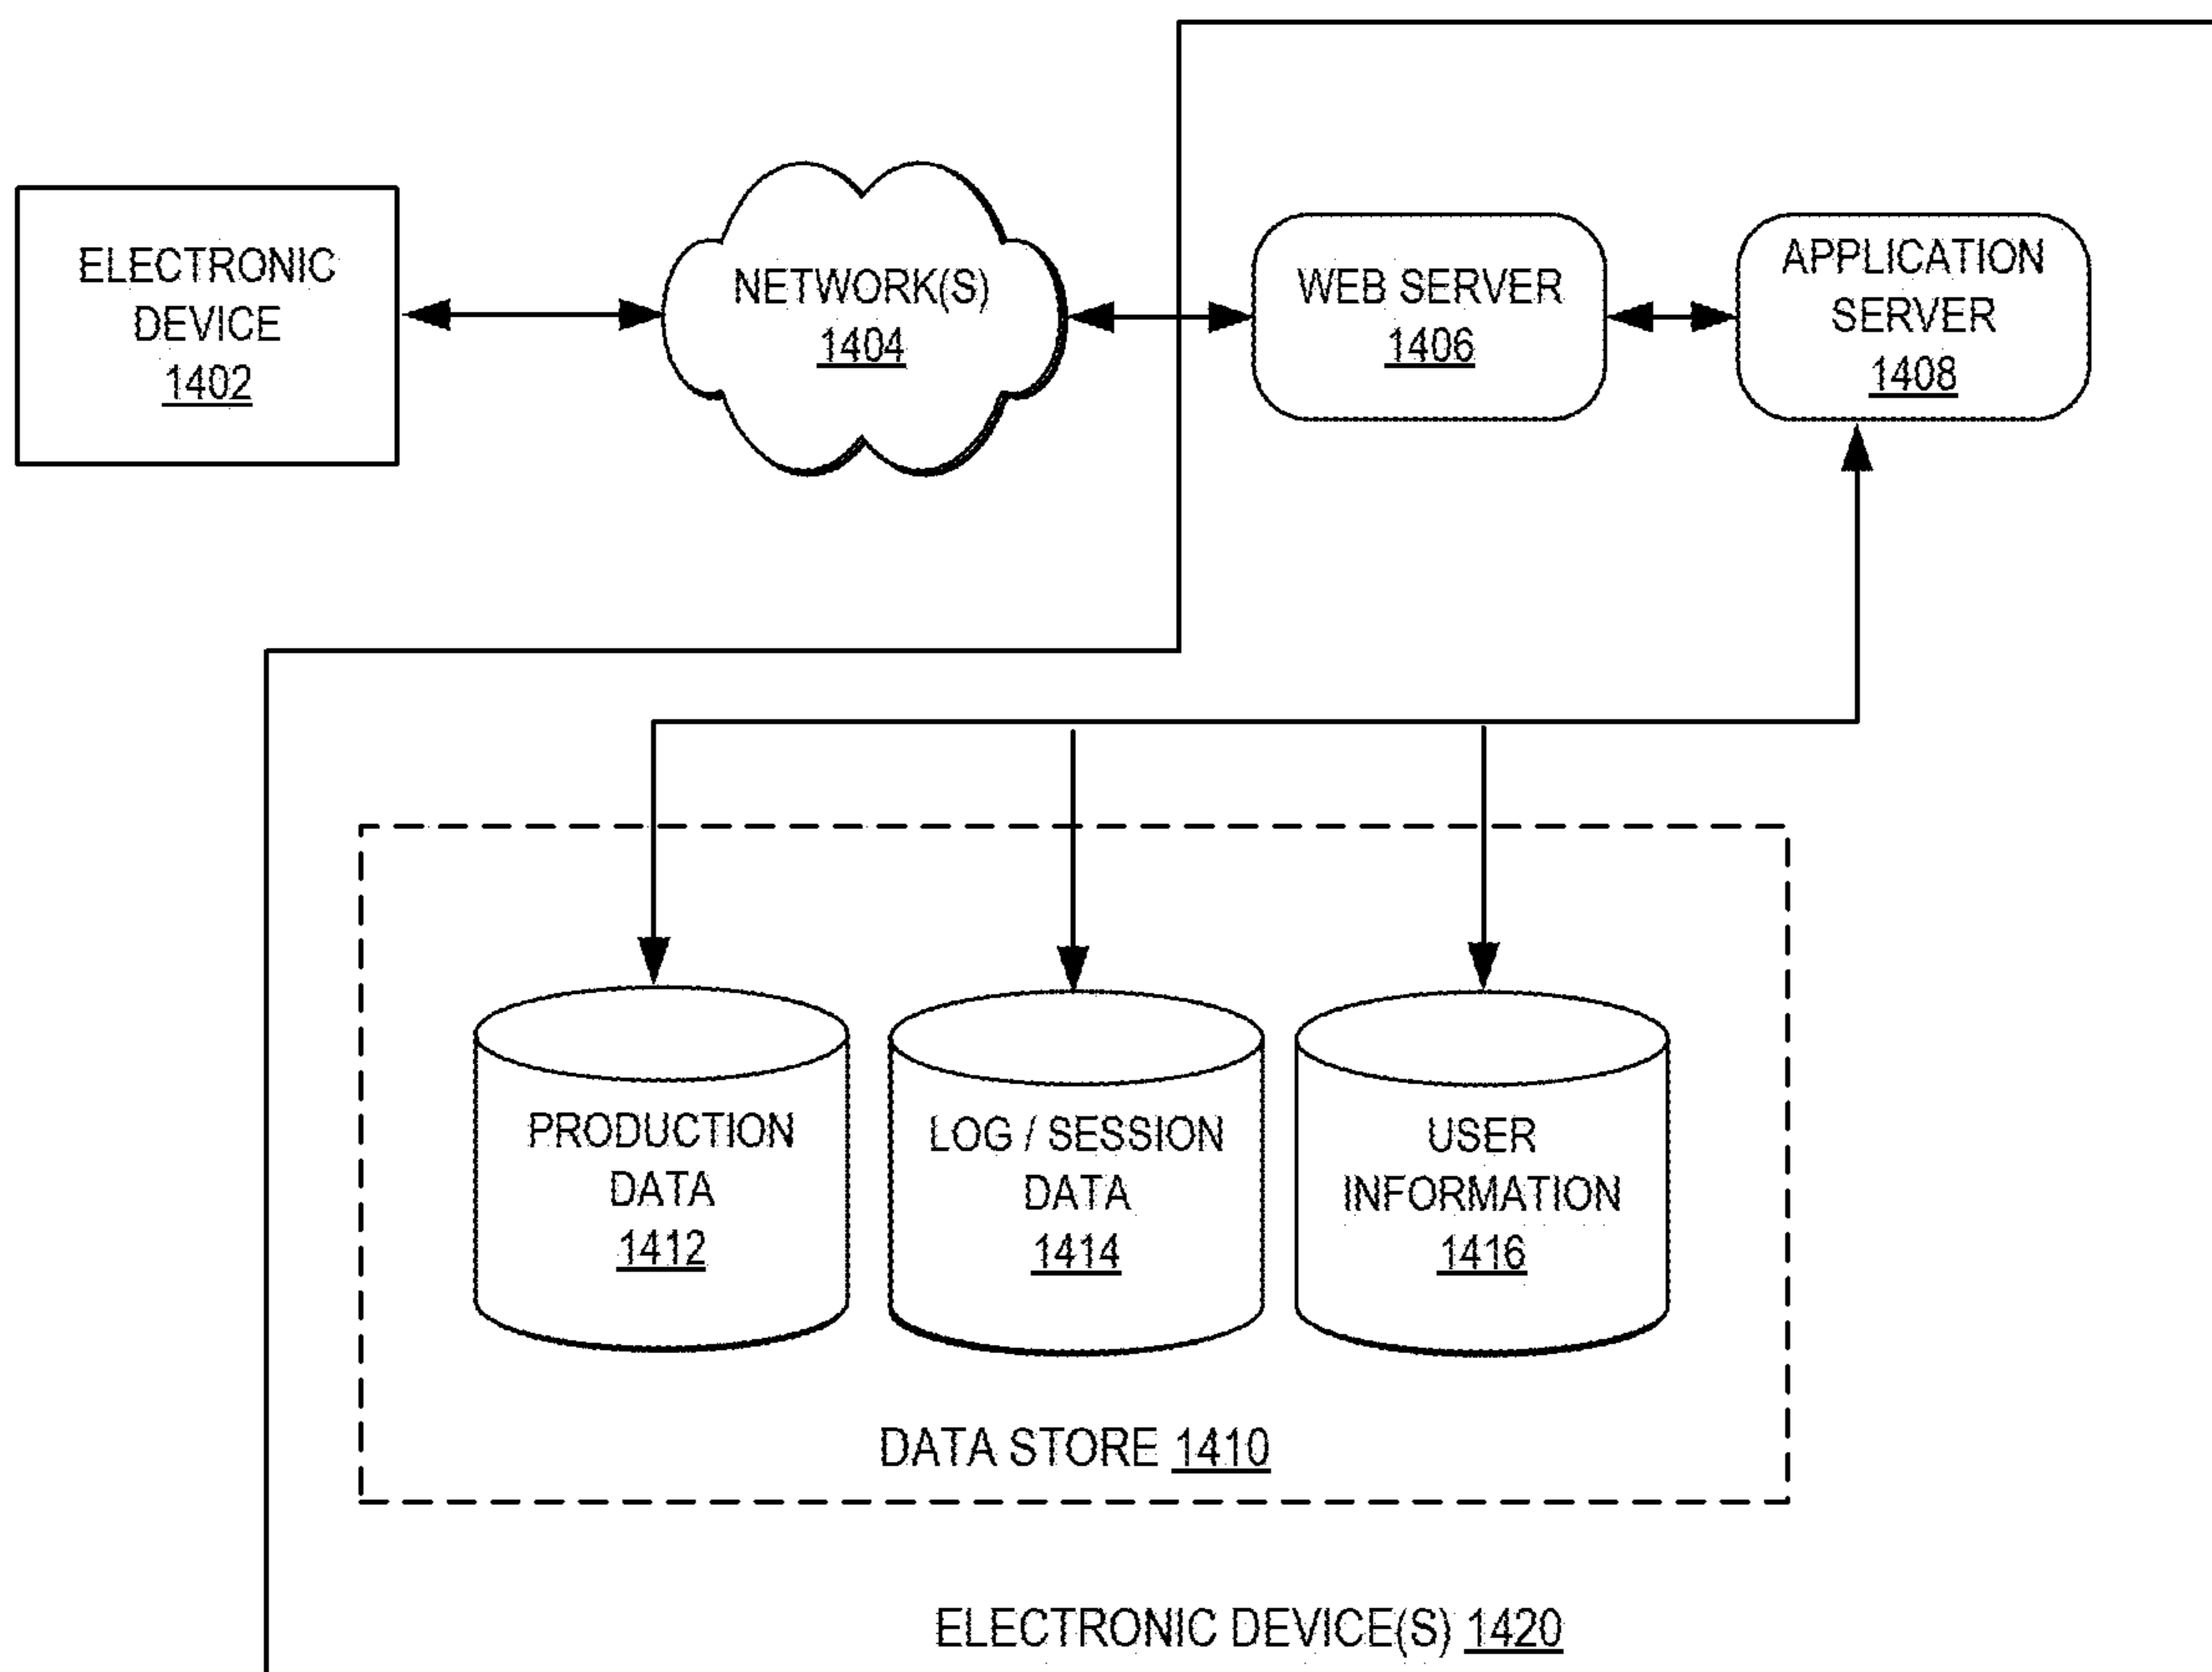 ELECTRONIC
DEVICE
1402
NETWORK(S)
1404
WEB SERVER
1406
APPLICATION
SERVER
1408
PRODUCTION
DATA
1412
LOG / SESSION
DATA
1414
USER
INFORMATION
1416
DATA STORE 1410
ELECTRONIC DEVICE(S) 1420